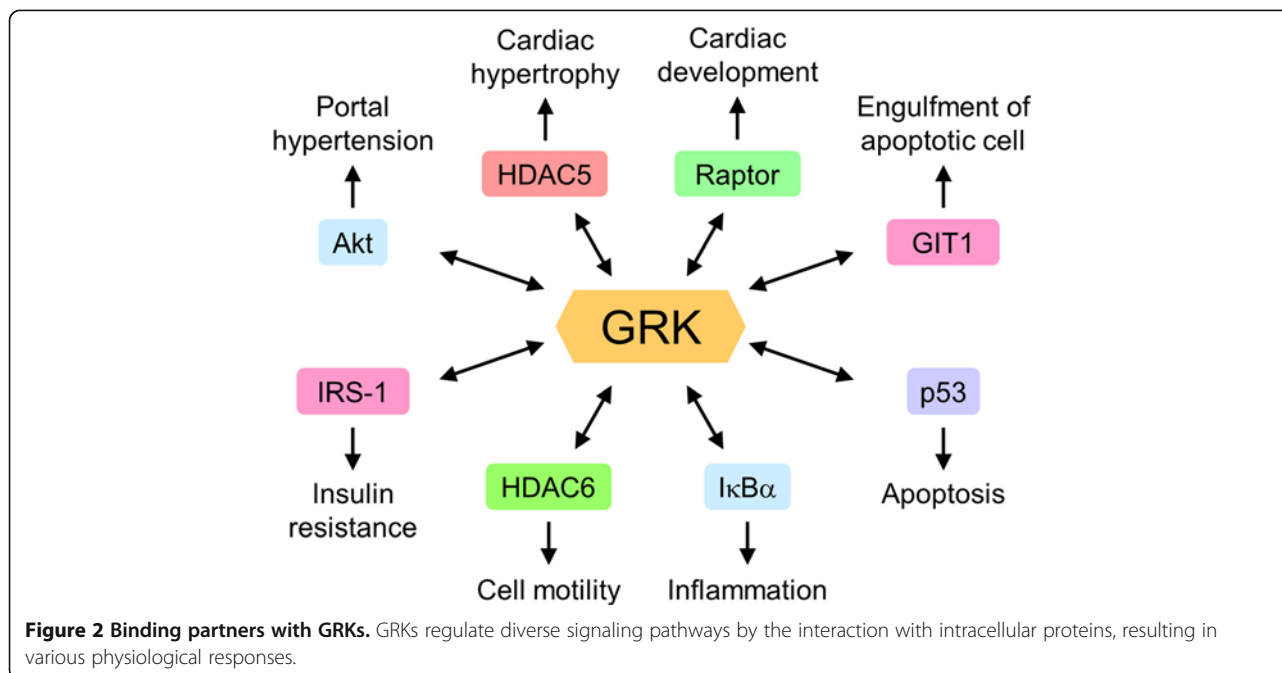 Cardiac
hypertrophy
Cardiac
development
Portal
hypertension
Engulfment of
apoptotic cell
HDAC5
Raptor
Akt
GIT1
GRK
IRS-1
p53
HDAC6
IκBα
Insulin
resistance
Apoptosis
Cell motility
Inflammation
Figure 2 Binding partners with GRKs. GRKs regulate diverse signaling pathways by the interaction with intracellular proteins, resulting in
various physiological responses.